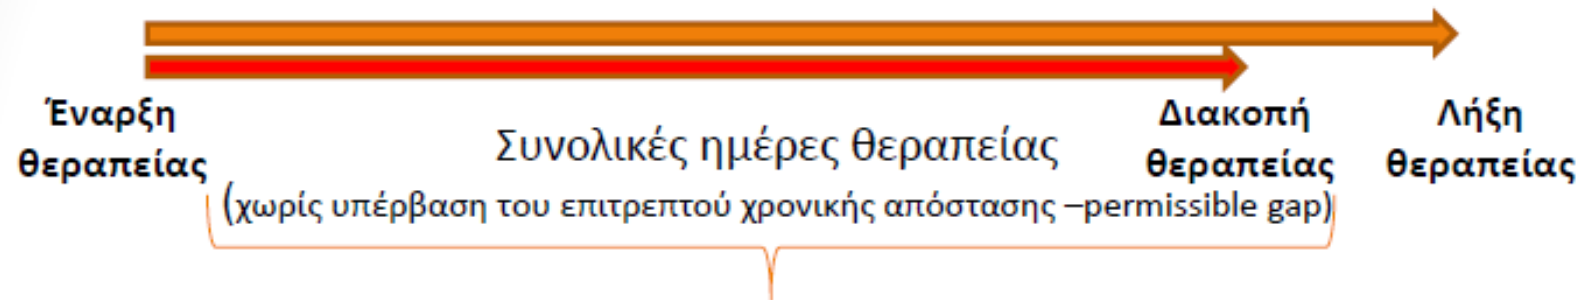 Έναρξη θεραπείας
Συνολικές ημέρες θεραπείας
(χωρίς υπέρβαση του επιτρεπτού χρονικής απόστασης –permissible gap)
Διακοπή θεραπείας
Λήξη θεραπείας